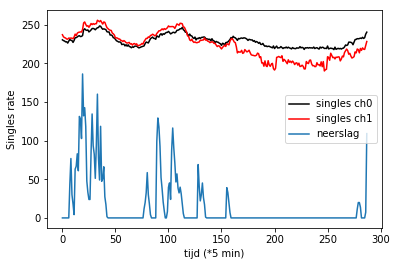 250
200
150
100
50
0
Singles rate
singles ch0
singles ch1
neerslag
0
50
100
150
200
250
300
tijd (*5 min)